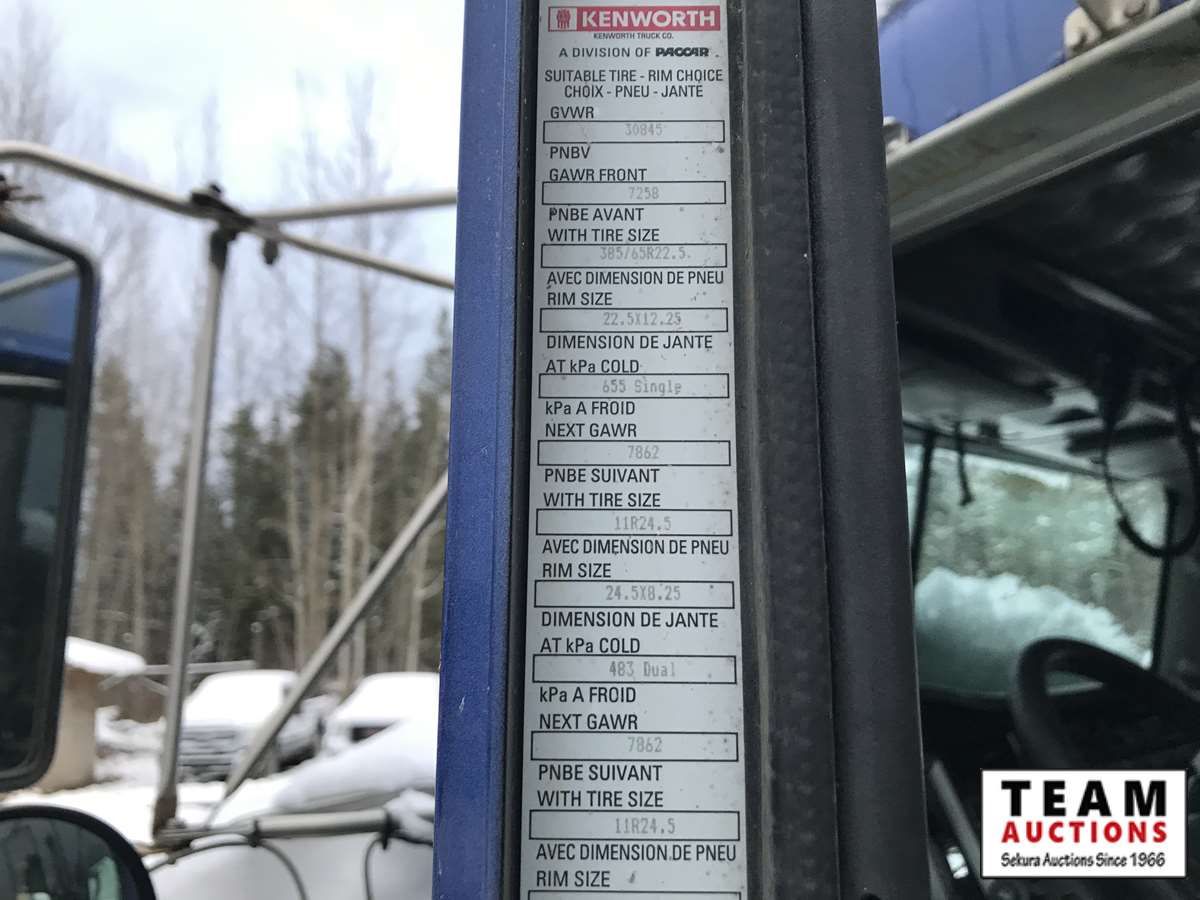 KENWORTH
KENWORTH TRUCK CO.
A DIVISION OF PACCAR
SUITABLE TIRE - RIM CHOICE
CHOIX - PNEU - JANTE
GVWR
30845
PNBV
GAWR FRONT
7258
PNBE AVANT
WITH TIRE SIZE
385/65R22.5
AVEC DIMENSION DE PNEU
RIM SIZE
22.5X12.25
DIMENSION DE JANTE
AT kPa COLD
655 Single
kPa A FROID
NEXT GAWR
7862
PNBE SUIVANT
WITH TIRE SIZE
11R24.5
AVEC DIMENSION DE PNEU
RIM SIZE
24.5X8.25
DIMENSION DE JANTE
AT kPa COLD
483 Dual
kPa A FROID
NEXT GAWR
7862
PNBE SUIVANT
WITH TIRE SIZE
11R24.5
AVEC DIMENSION DE PNEU
RIM SIZE
TEAM
AUCTIONS
Sekura Auctions Since 1966